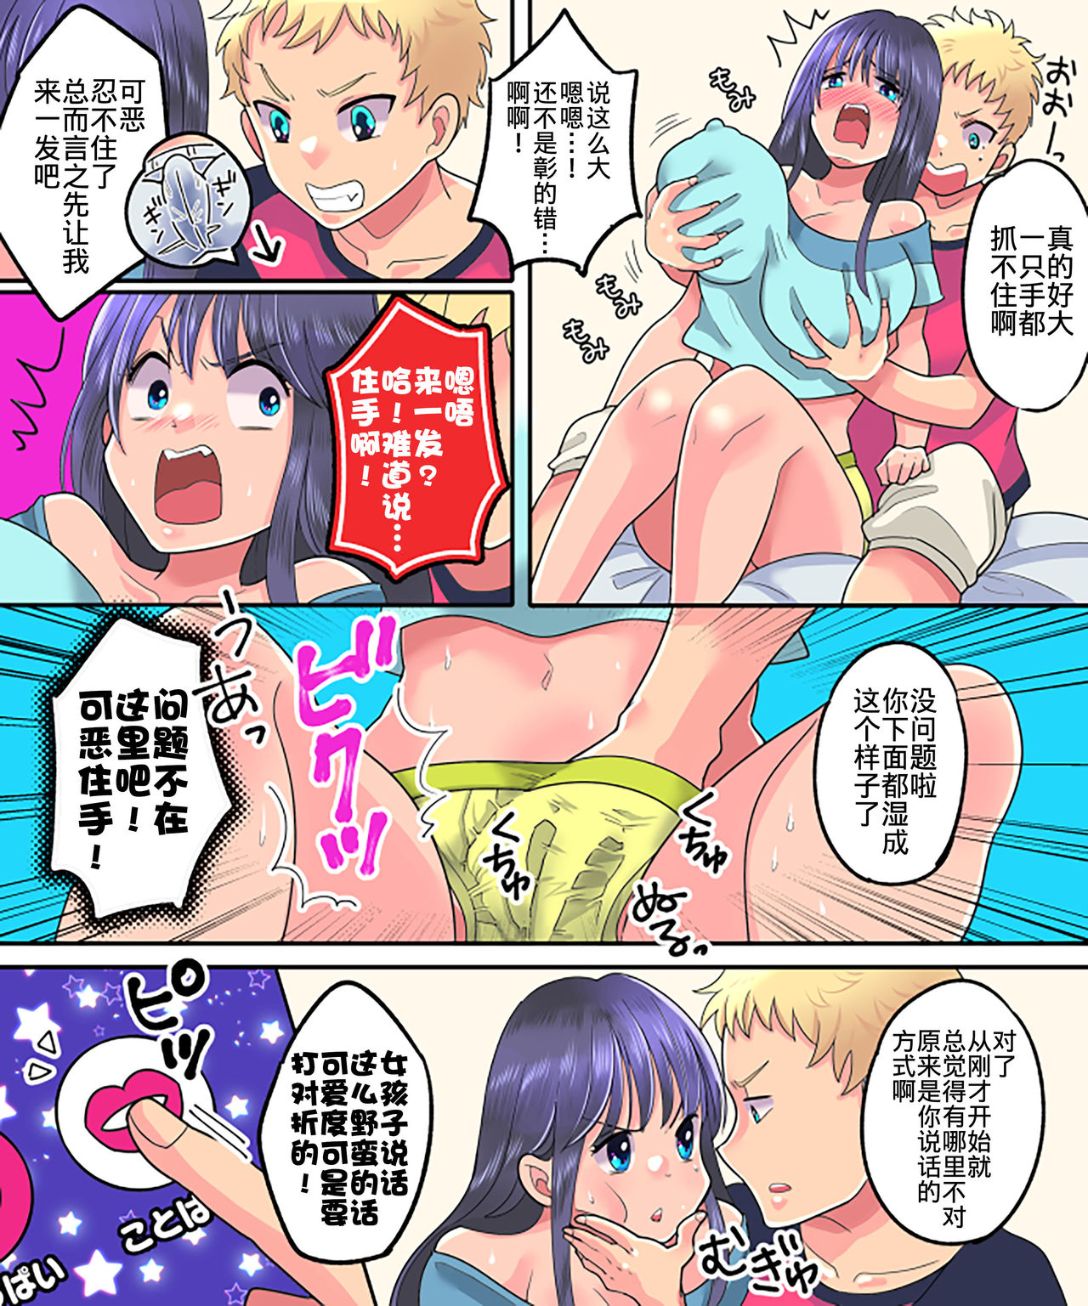 真的好大
一只手都
抓不住啊
おおーっ
もみ
もみ
もみ
说这么大
嗯嗯…！
还不是彰的错…
啊啊！
可恶
忍不住了
总而言之先让我
来一发吧
ギン
ギン
嗯唔
来一发？
哈！难道说…
住手啊！
没问题啦
你下面都湿成
这个样子了
うあっ
ビクッ
くちゅ
くちゅ
ぬるっ
问题不在
这里吧！
可恶住手！
对了
从刚才开始就
总觉得有哪里不对
原来是你说话的
方式啊
むぎゅ
女孩子说话
这么野蛮的话
可爱度可是要
打对折的！
ピッ
ことば
っぱい